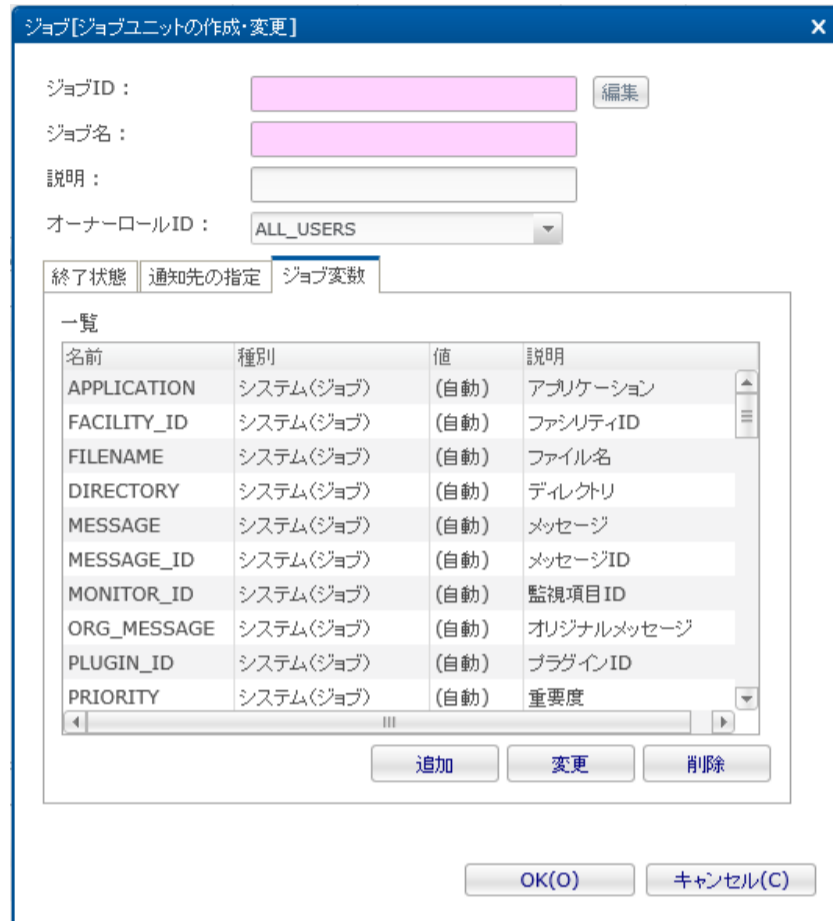 ジョブ[ジョブユニットの作成・変更]
ジョブID： 編集
ジョブ名：
説明：
オーナーロールID： ALL_USERS
終了状態 通知先の指定 ジョブ変数
一覧
名前 種別 値 説明
APPLICATION システム(ジョブ) (自動) アプリケーション
FACILITY_ID システム(ジョブ) (自動) ファシリティID
FILENAME システム(ジョブ) (自動) ファイル名
DIRECTORY システム(ジョブ) (自動) ディレクトリ
MESSAGE システム(ジョブ) (自動) メッセージ
MESSAGE_ID システム(ジョブ) (自動) メッセージID
MONITOR_ID システム(ジョブ) (自動) 監視項目ID
ORG_MESSAGE システム(ジョブ) (自動) オリジナルメッセージ
PLUGIN_ID システム(ジョブ) (自動) プラグインID
PRIORITY システム(ジョブ) (自動) 重要度
追加 変更 削除
OK(O) キャンセル(C)